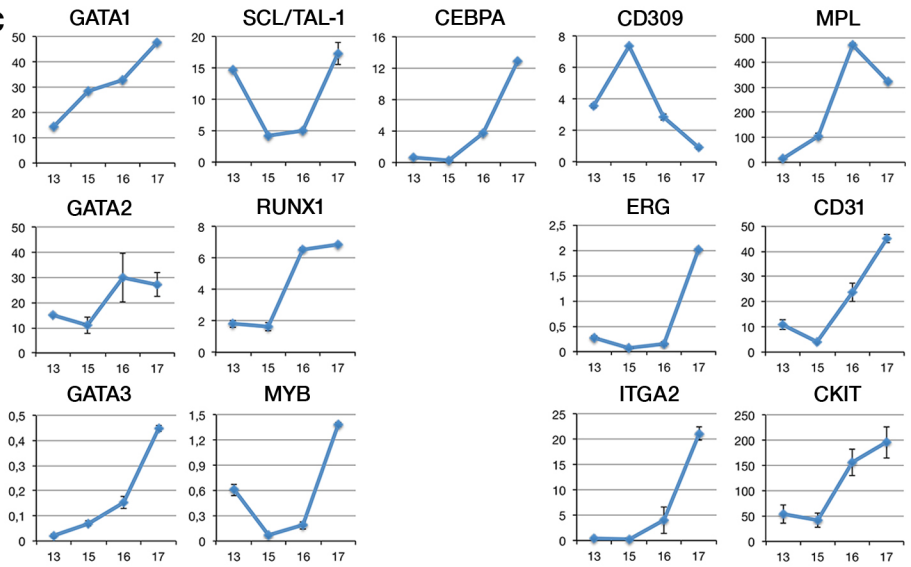 C
GATA1
50
40
30
20
10
0
13 15 16 17
SCL/TAL-1
20
15
10
5
0
13 15 16 17
CEBPA
16
12
8
4
0
13 15 16 17
CD309
8
6
4
2
0
13 15 16 17
MPL
500
400
300
200
100
0
13 15 16 17
GATA2
50
40
30
20
10
0
13 15 16 17
RUNX1
8
6
4
2
0
13 15 16 17
ERG
2,5
2
1,5
1
0,5
0
13 15 16 17
CD31
50
40
30
20
10
0
13 15 16 17
GATA3
0,5
0,4
0,3
0,2
0,1
0
13 15 16 17
MYB
1,5
1,2
0,9
0,6
0,3
0
13 15 16 17
ITGA2
25
20
15
10
5
0
13 15 16 17
CKIT
250
200
150
100
50
0
13 15 16 17